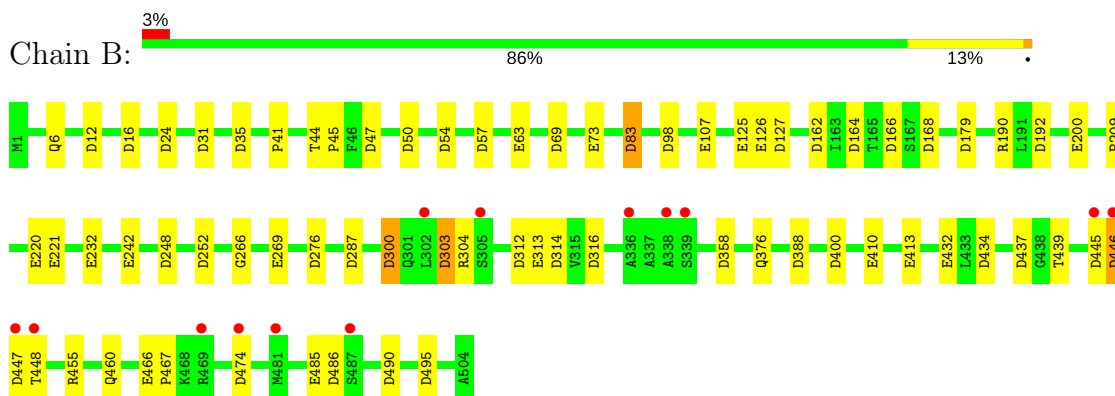 3%
Chain B:
86% 13% •
M1 Q6 D12 D16 D24 D31 D35 P41 T44 P45 F46 D47 D50 D54 D57 E63 D69 E73 D83 D98 E107 E125 E126 D127 D162 I163 D164 T165 D166 S167 D168 D179 R190 L191 D192 E200
E220 E221 E232 E242 D248 D252 G266 E269 D276 D287 D300 Q301 L302 D303 R304 S305 D312 E313 D314 V315 D316 A336 A337 A338 S339 D358 Q376 D388 D400 E410 E413 E432 L433 D434 D437 G438 T439 D445 D446
D447 T448 R455 Q460 E466 P467 K468 R469 D474 M481 E485 D486 S487 D490 D495 A504